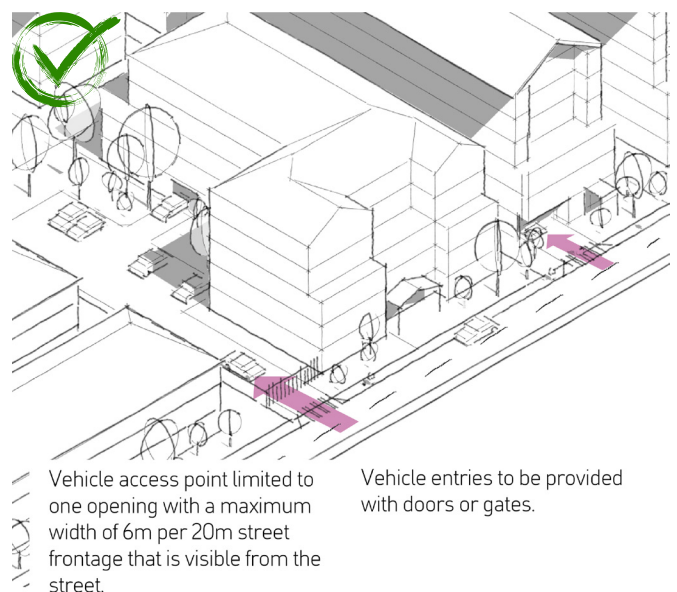 Vehicle access point limited to
one opening with a maximum
width of 6m per 20m street
frontage that is visible from the
street.
Vehicle entries to be provided
with doors or gates.